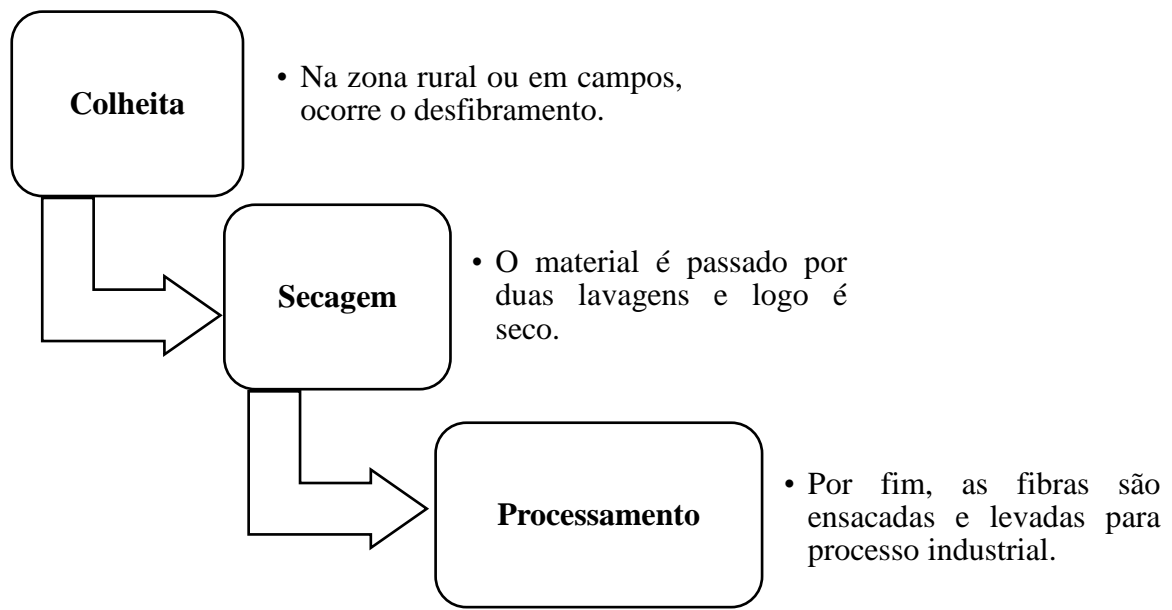 Colheita
• Na zona rural ou em campos,
ocorre o desfibramento.
Secagem
• O material é passado por
duas lavagens e logo é
seco.
Processamento
• Por fim, as fibras são
ensacadas e levadas para
processo industrial.